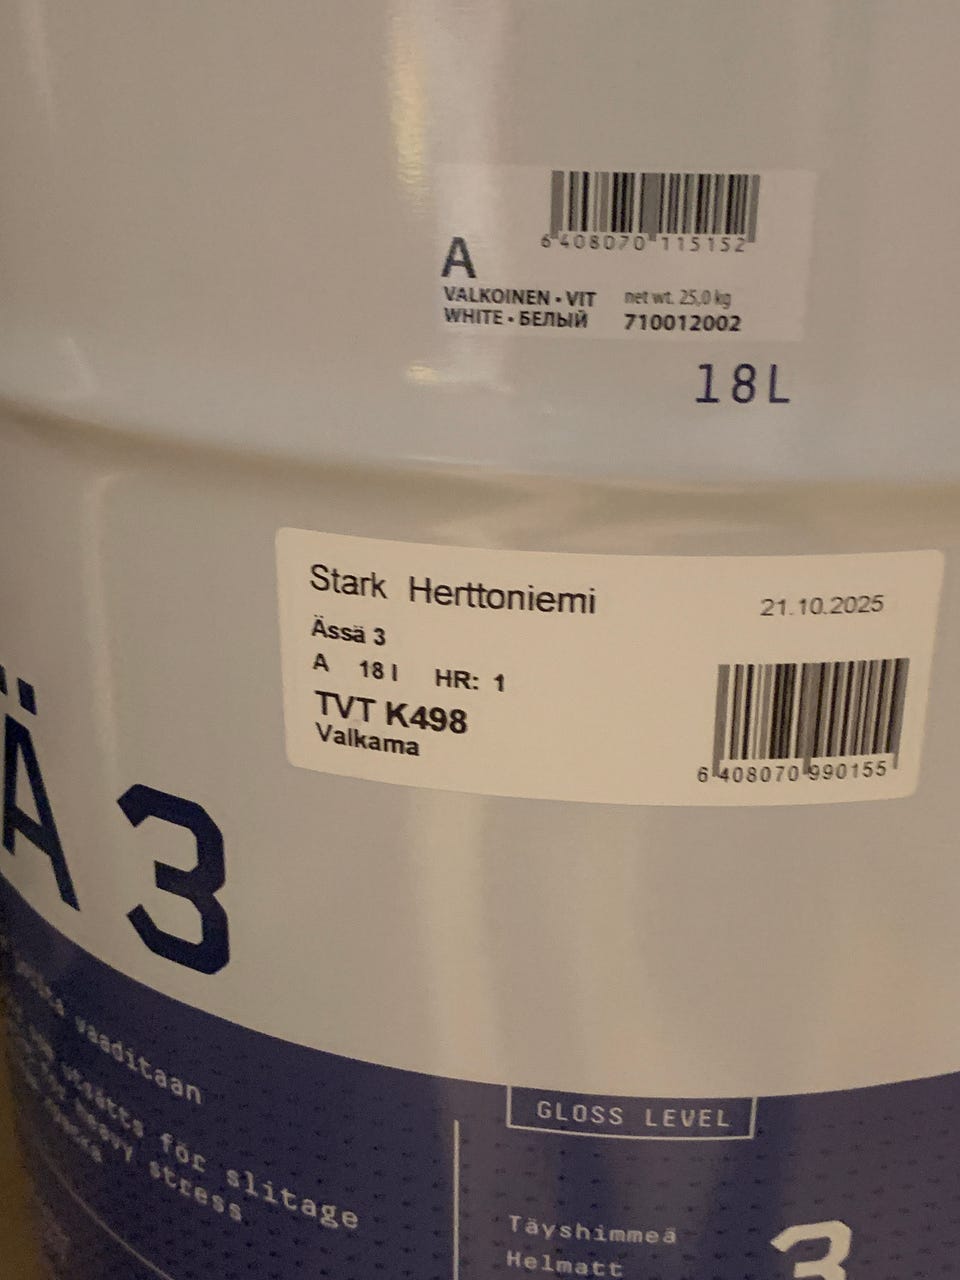 6 408070 115152
A
VALKOINEN • VIT net wt. 25,0 kg
WHITE • БЕЛЫЙ 710012002
18L
Stark Herttoniemi 21.10.2025
Ässä 3
A 18 l HR: 1
TVT K498
Valkama
6 408070 990155
Ä 3
vaaditaan
utsätts för slitage
heavy stress
GLOSS LEVEL
Täyshimmeä
Helmatt
3